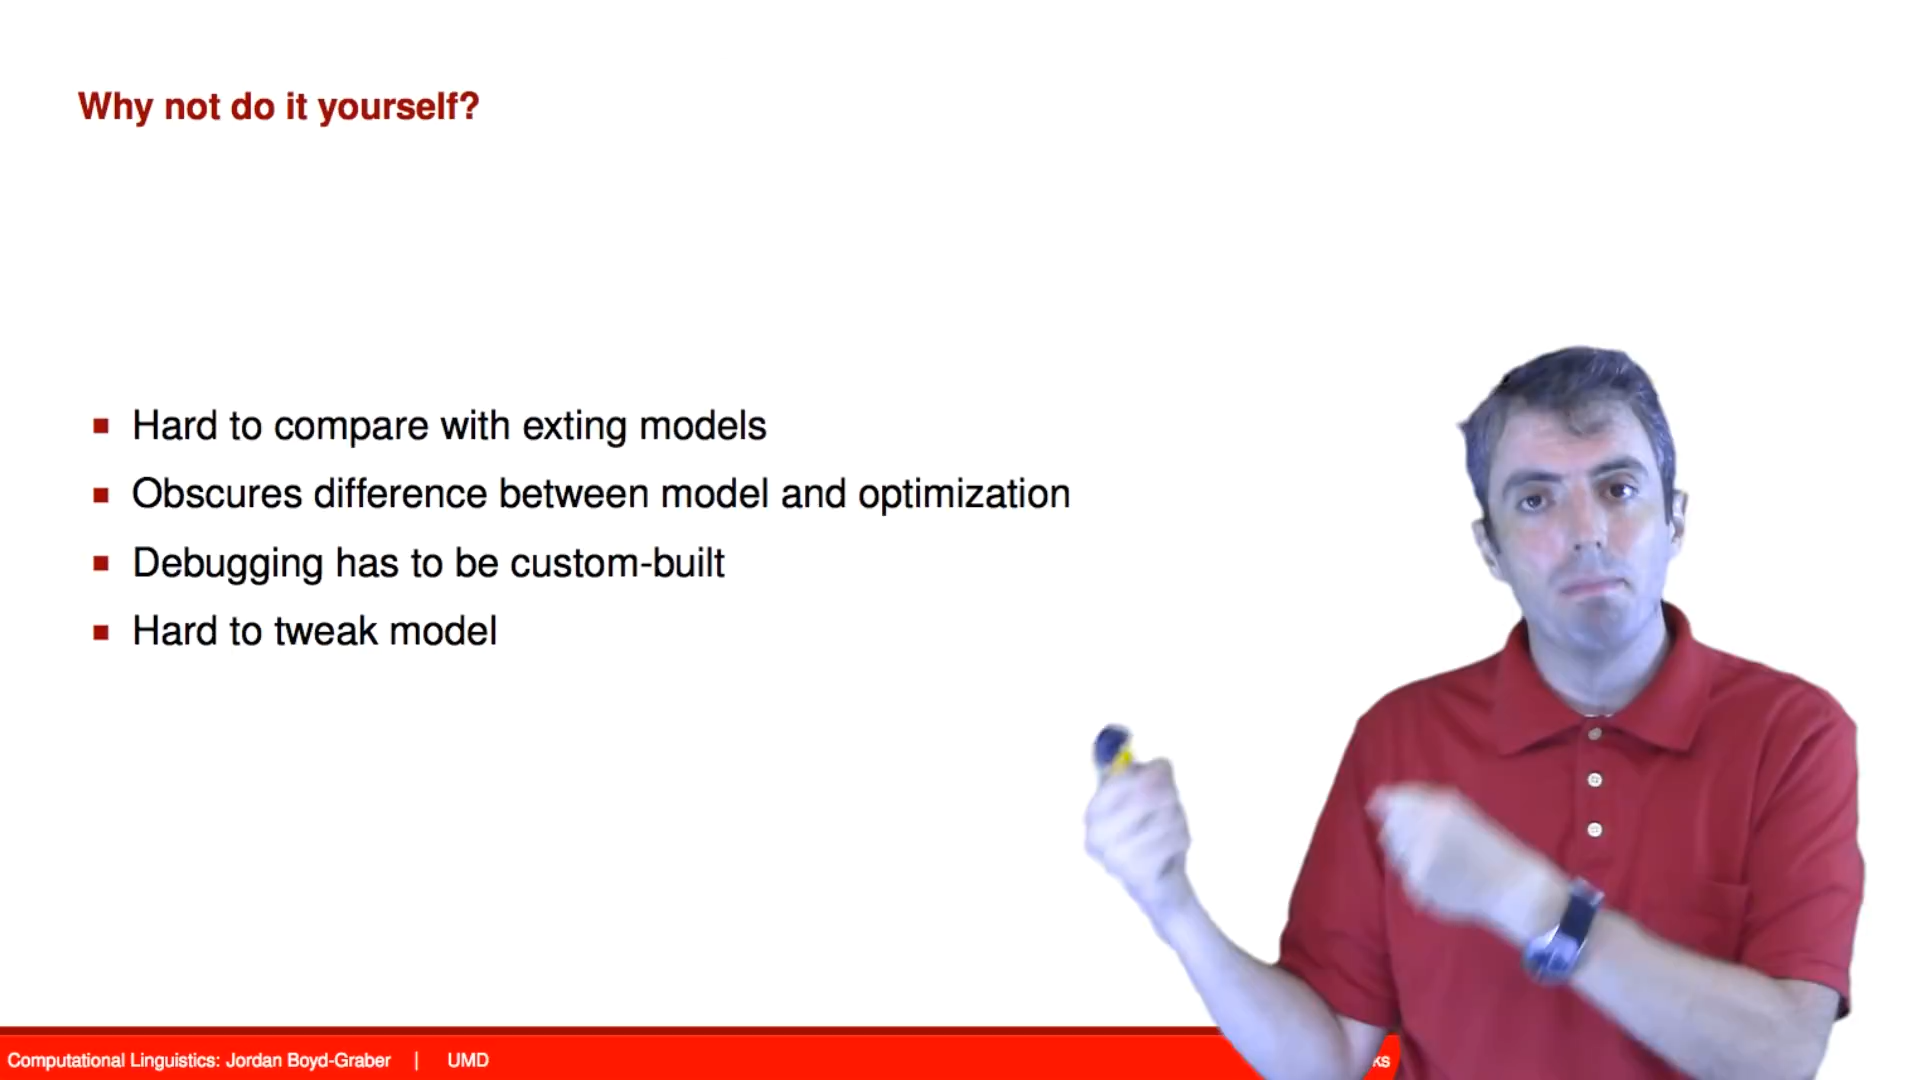 Why not do it yourself?
Hard to compare with exting models
Obscures difference between model and optimization
Debugging has to be custom-built
Hard to tweak model
Computational Linguistics: Jordan Boyd-Graber | UMD